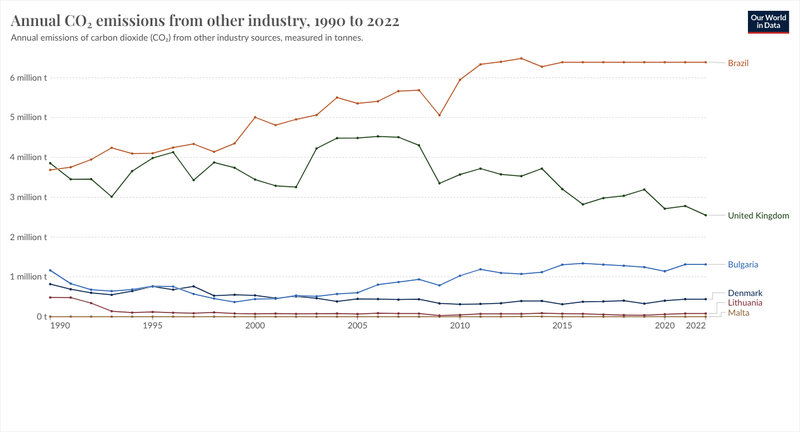 Annual CO₂ emissions from other industry, 1990 to 2022
Annual emissions of carbon dioxide (CO₂) from other industry sources, measured in tonnes.
Our World
in Data
6 million t
5 million t
4 million t
3 million t
2 million t
1 million t
0 t
1990
1995
2000
2005
2010
2015
2020
2022
Brazil
United Kingdom
Bulgaria
Denmark
Lithuania
Malta